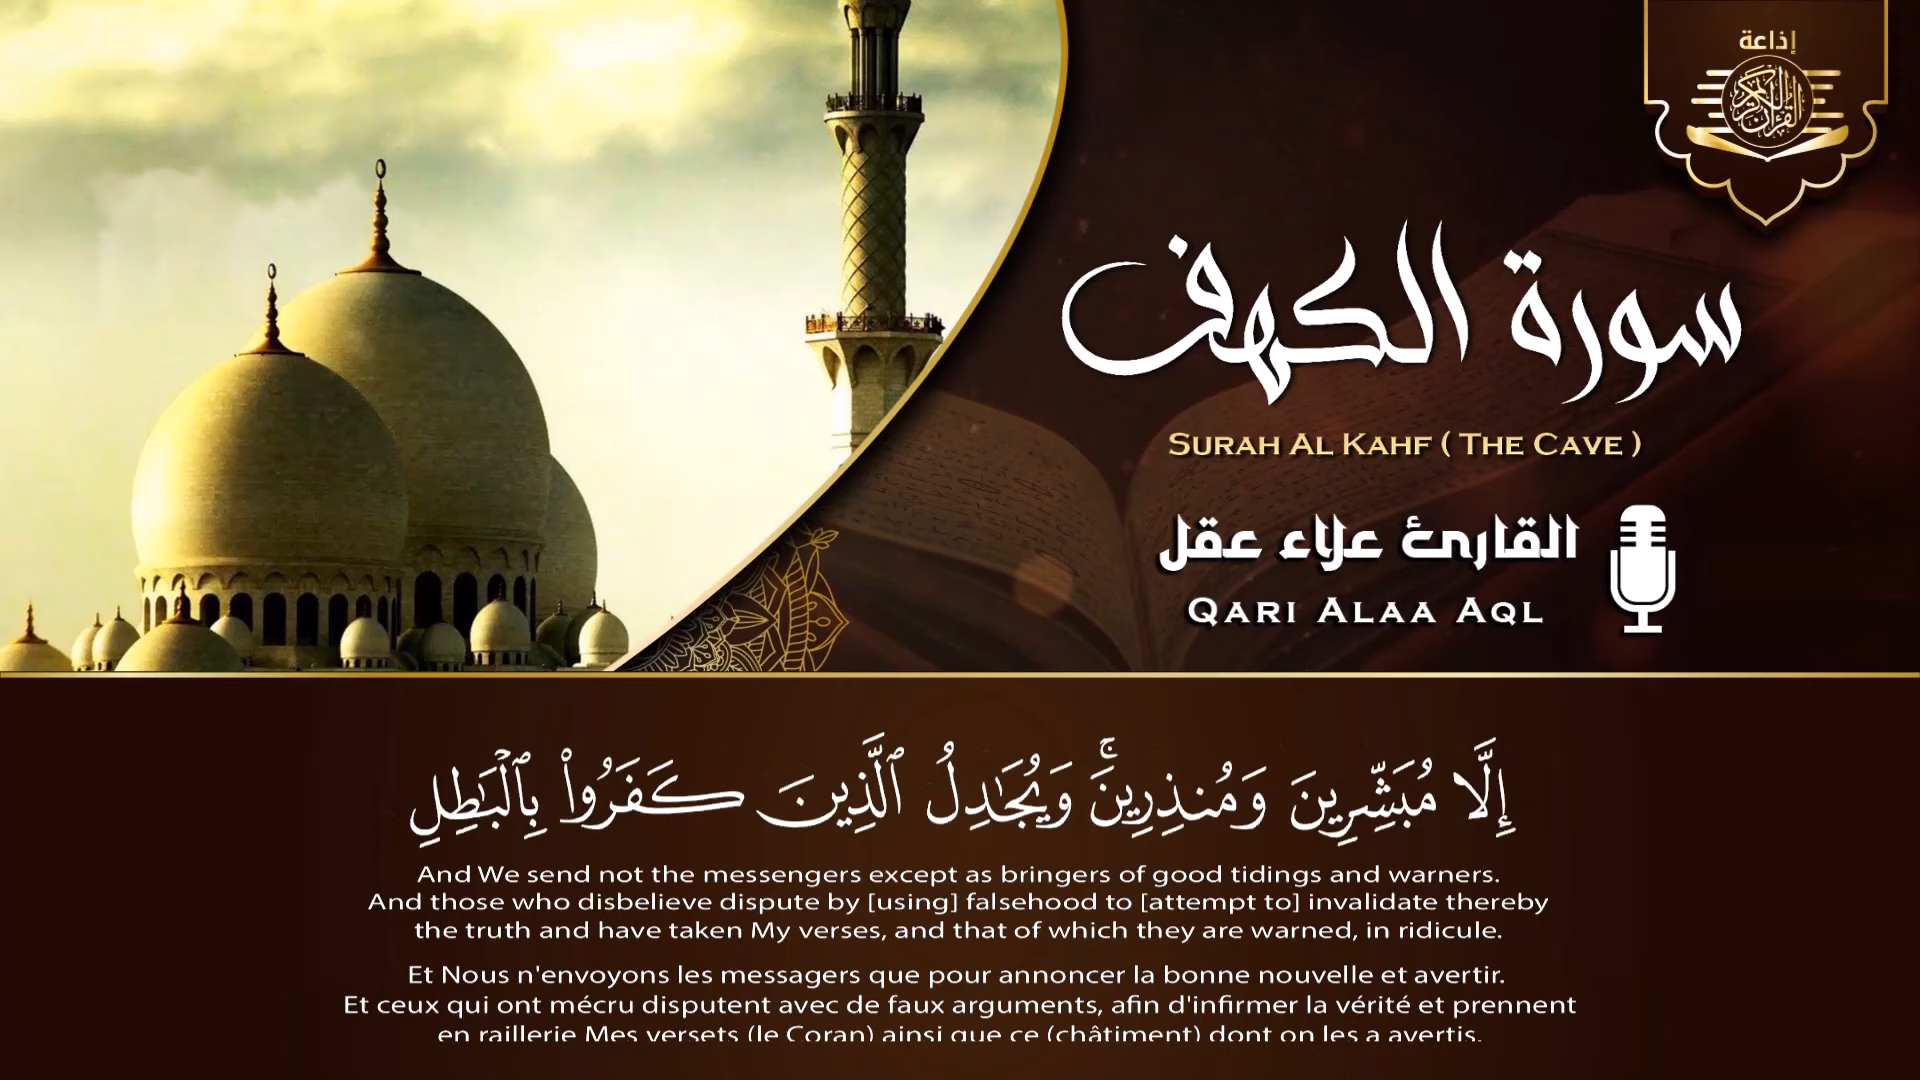 إذاعة
القرآن الكريم
سورة الكهف
SURAH AL KAHF ( THE CAVE )
القارئ علاء عقل
QARI ALAA AQL
إِلَّا مُبَشِّرِينَ وَمُنذِرِينَۚ وَيُجَٰدِلُ ٱلَّذِينَ كَفَرُوا۟ بِٱلْبَٰطِلِ
And We send not the messengers except as bringers of good tidings and warners.
And those who disbelieve dispute by [using] falsehood to [attempt to] invalidate thereby
the truth and have taken My verses, and that of which they are warned, in ridicule.
Et Nous n'envoyons les messagers que pour annoncer la bonne nouvelle et avertir.
Et ceux qui ont mécru disputent avec de faux arguments, afin d'infirmer la vérité et prennent
en raillerie Mes versets (le Coran) ainsi que ce (châtiment) dont on les a avertis.